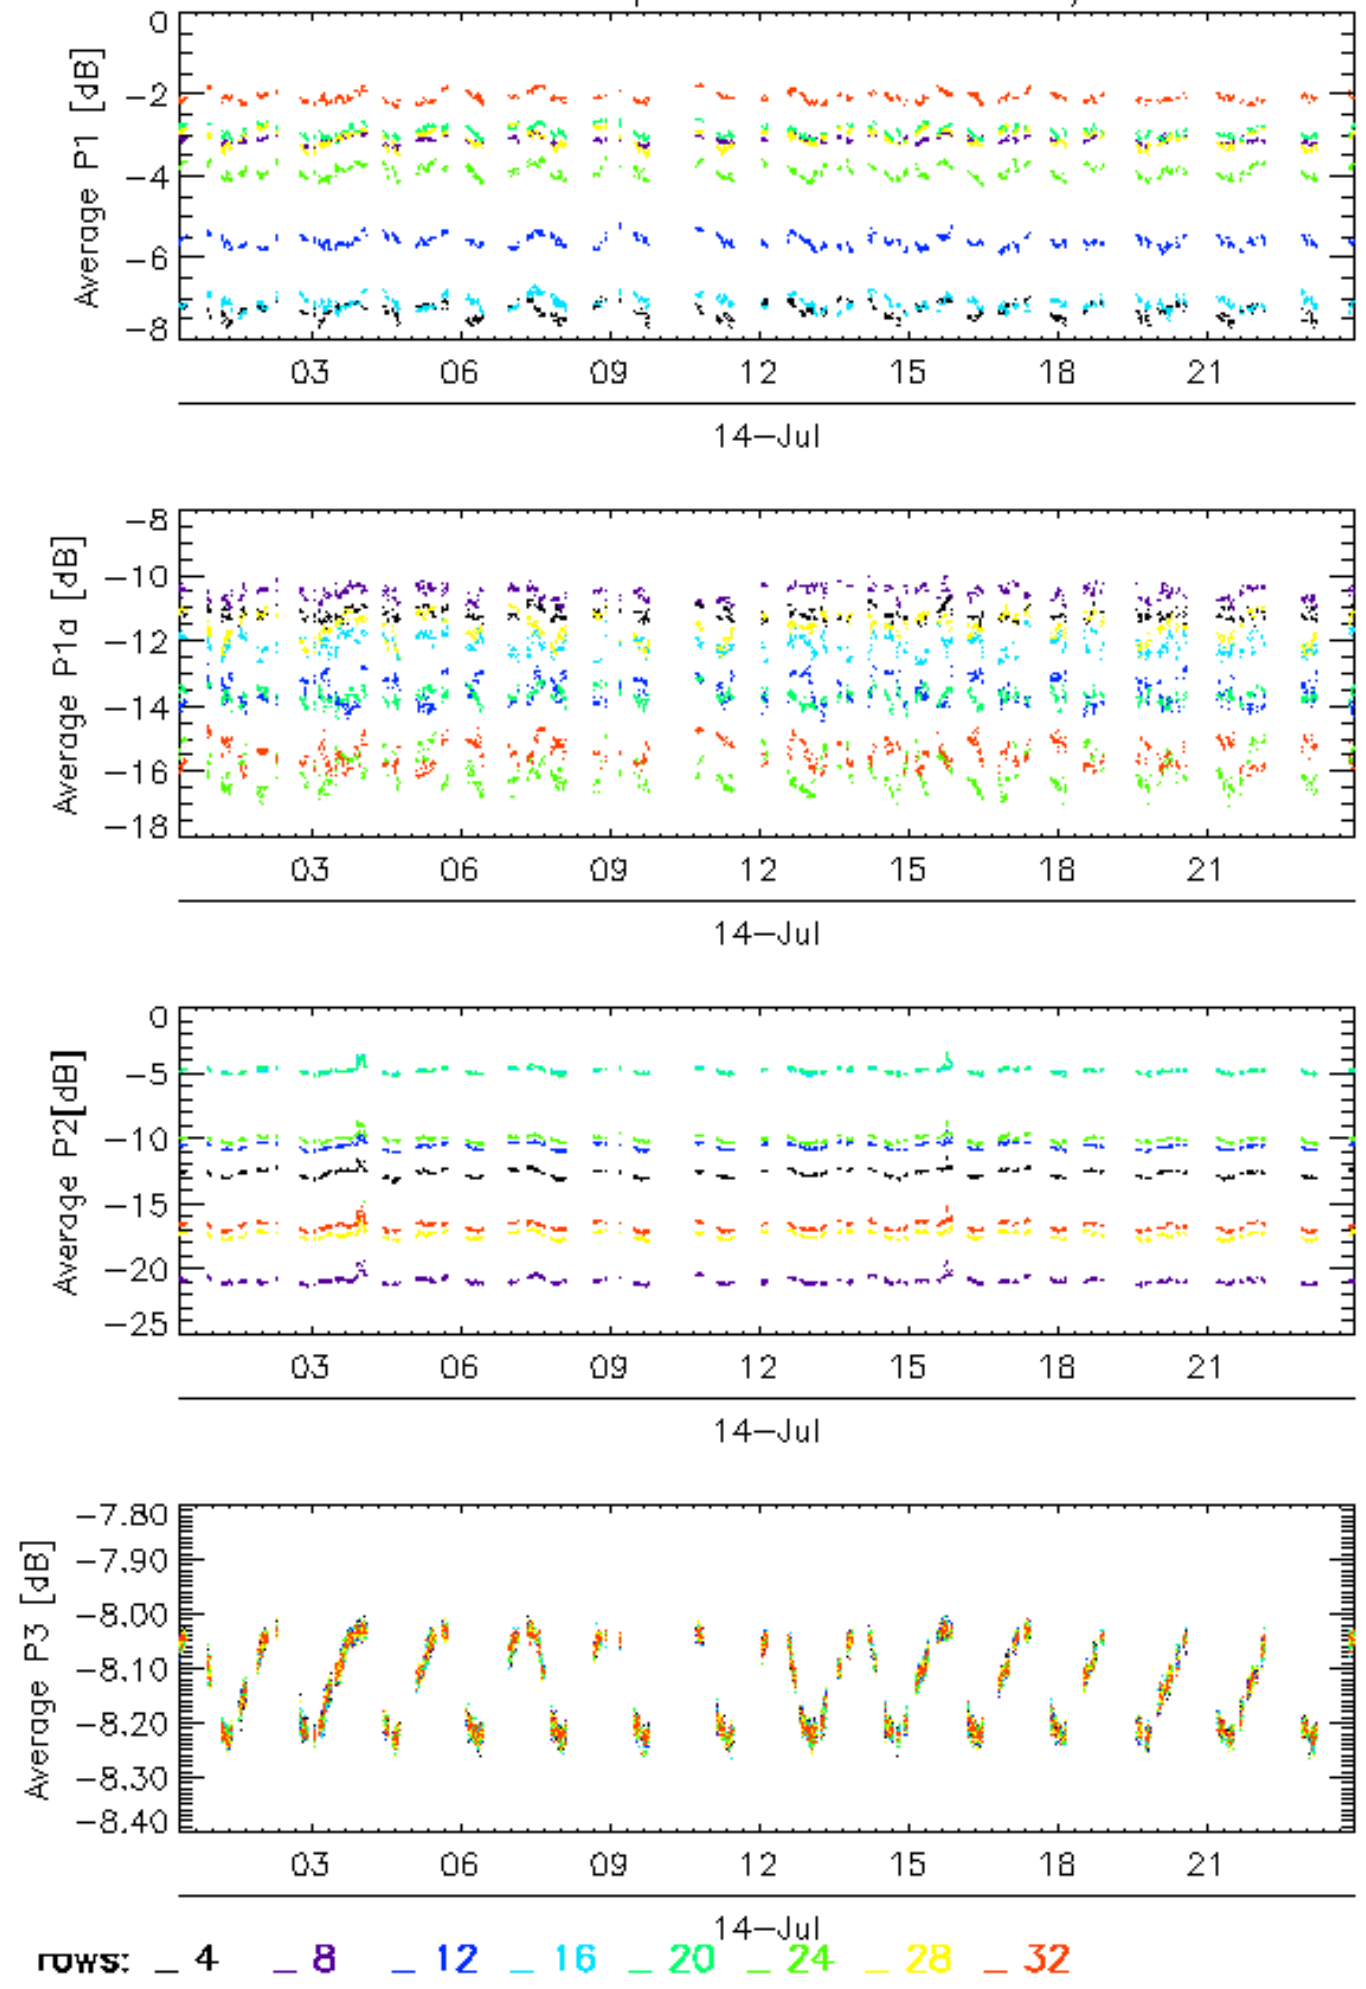 Average P1 [dB]
0
−2
−4
−6
−8
03 06 09 12 15 18 21
14−Jul
Average P1a [dB]
−8
−10
−12
−14
−16
−18
03 06 09 12 15 18 21
14−Jul
Average P2[dB]
0
−5
−10
−15
−20
−25
03 06 09 12 15 18 21
14−Jul
Average P3 [dB]
−7.80
−7.90
−8.00
−8.10
−8.20
−8.30
−8.40
03 06 09 12 15 18 21
14−Jul
rows: _ 4 _ 8 _ 12 _ 16 _ 20 _ 24 _ 28 _ 32